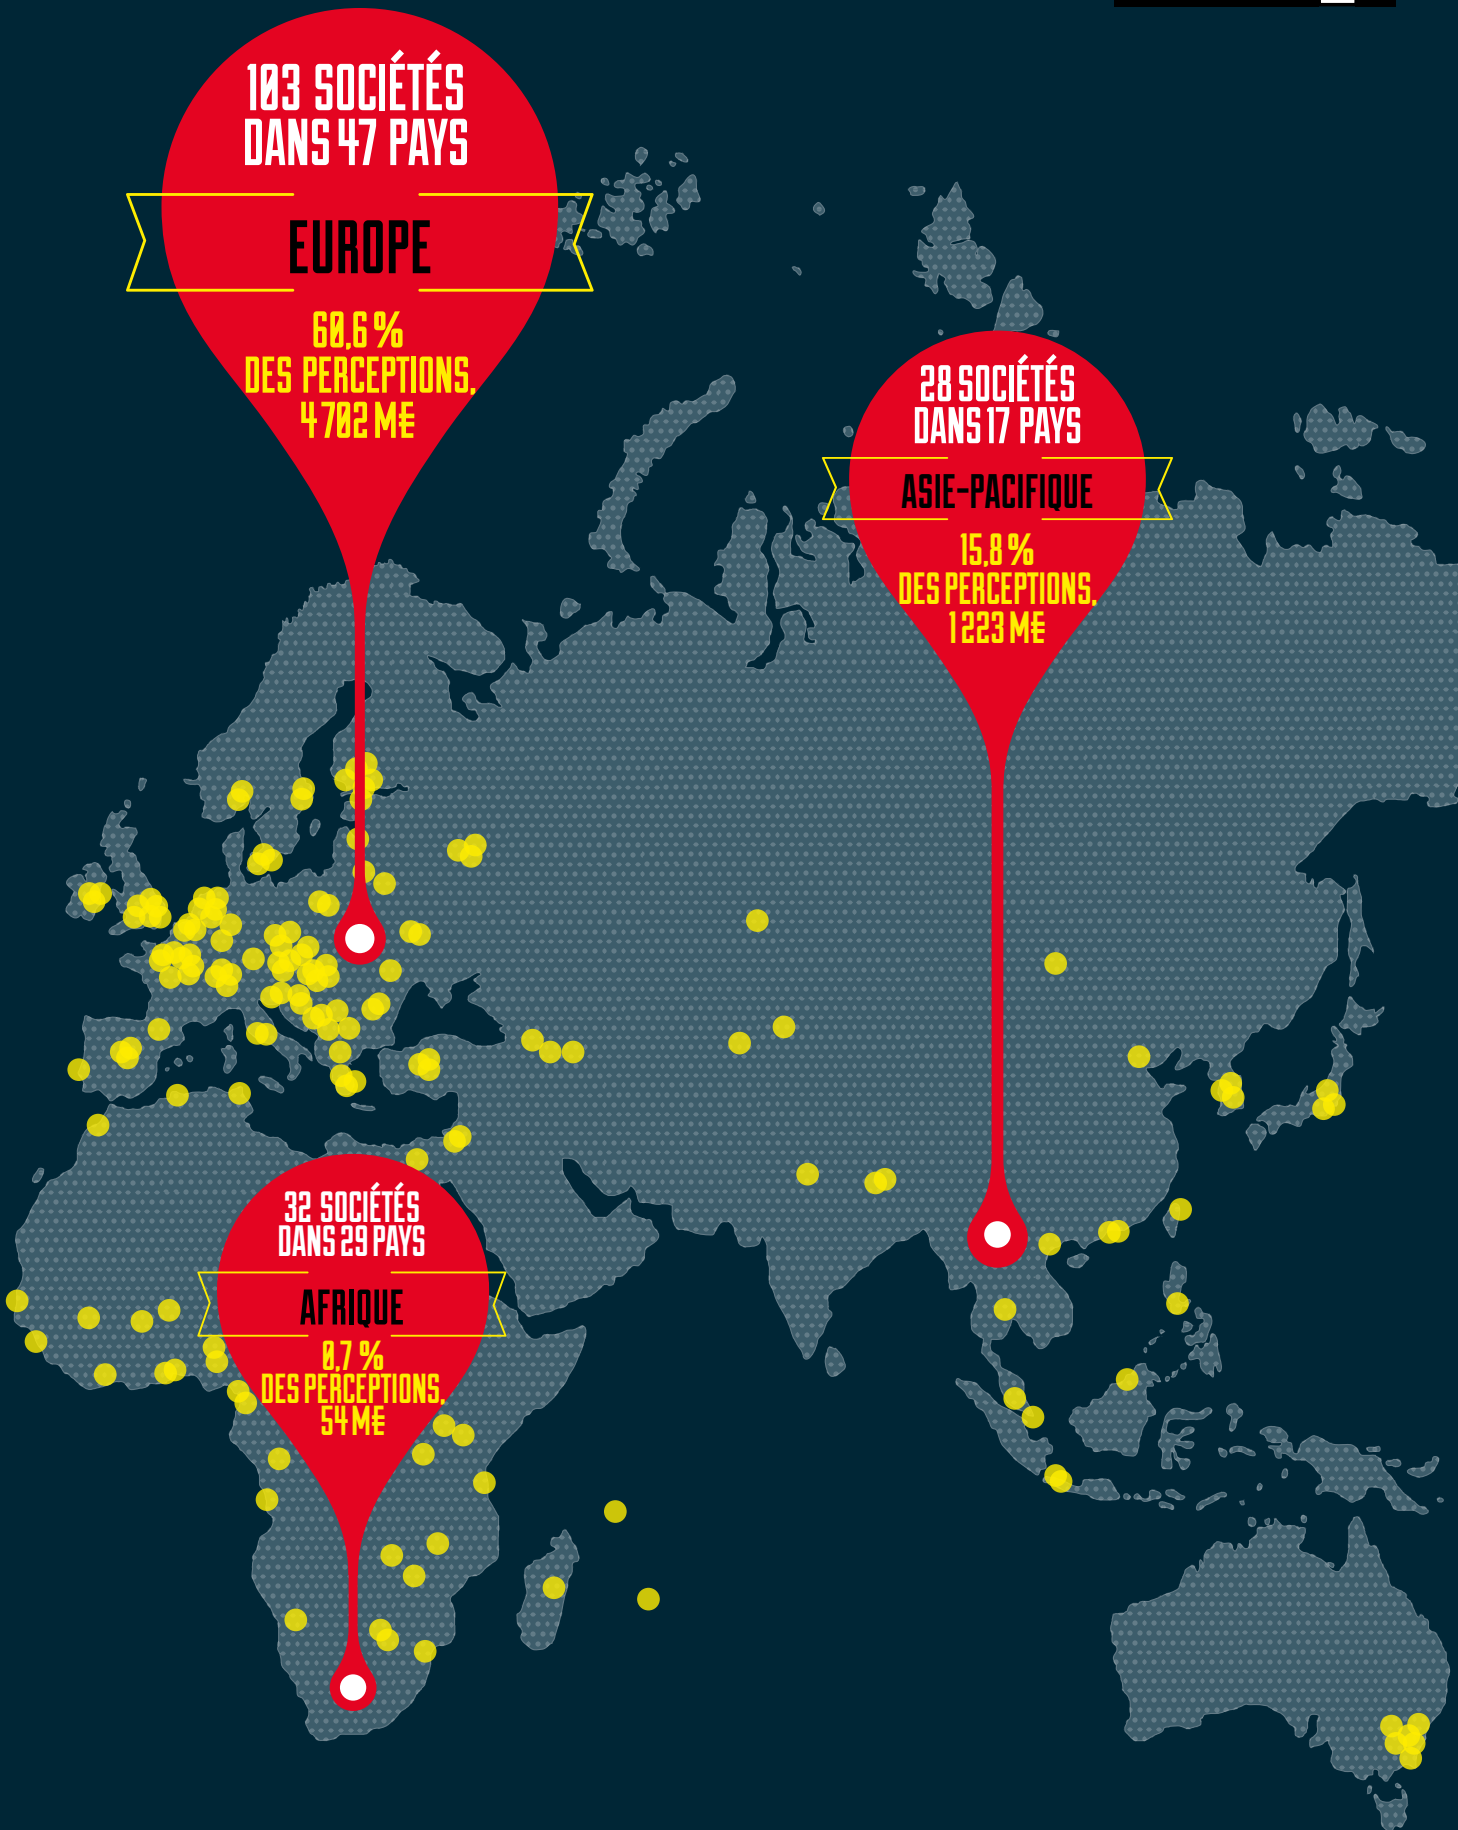 103 SOCIÉTÉS
DANS 47 PAYS
EUROPE
60,6 %
DES PERCEPTIONS,
4 702 M€
28 SOCIÉTÉS
DANS 17 PAYS
ASIE-PACIFIQUE
15,8 %
DES PERCEPTIONS,
1 223 M€
32 SOCIÉTÉS
DANS 29 PAYS
AFRIQUE
0,7 %
DES PERCEPTIONS,
54 M€